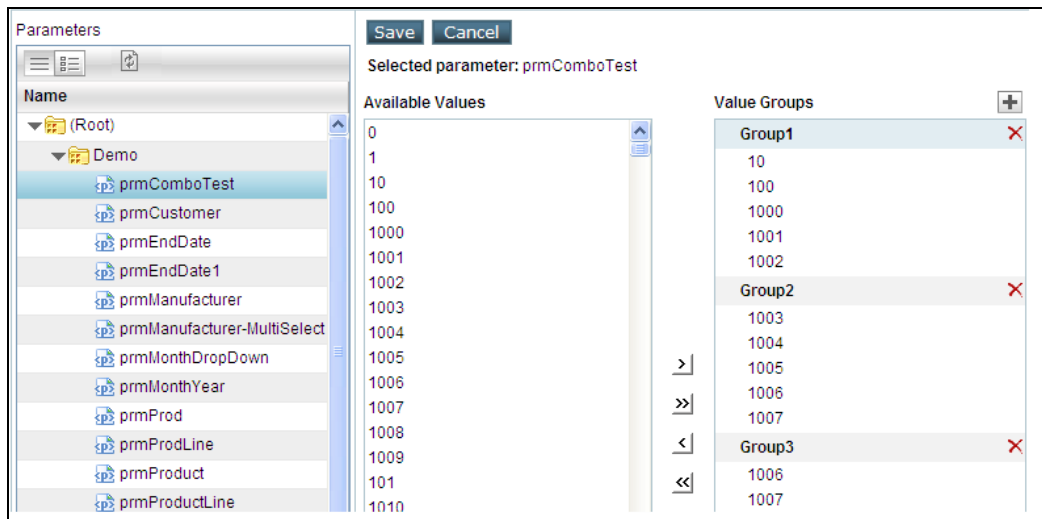 Parameters
Name
(Root)
Demo
prmComboTest
prmCustomer
prmEndDate
prmEndDate1
prmManufacturer
prmManufacturer-MultiSelect
prmMonthDropDown
prmMonthYear
prmProd
prmProdLine
prmProduct
prmProductLine
Save Cancel
Selected parameter: prmComboTest
Available Values
0
1
10
100
1000
1001
1002
1003
1004
1005
1006
1007
1008
1009
101
1010
>
>>
<
<<
Value Groups
Group1
10
100
1000
1001
1002
Group2
1003
1004
1005
1006
1007
Group3
1006
1007